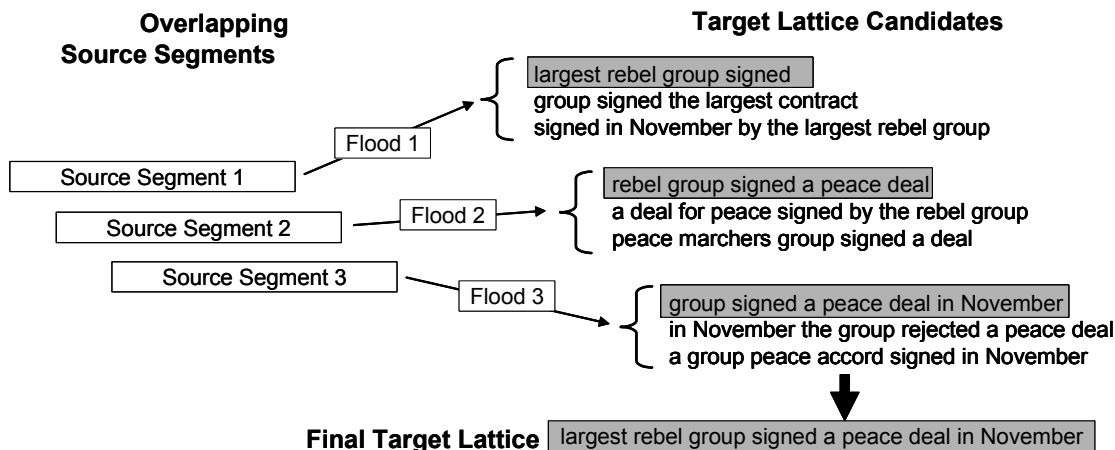 Overlapping
Source Segments
Target Lattice Candidates
largest rebel group signed
group signed the largest contract
signed in November by the largest rebel group
Flood 1
Source Segment 1
rebel group signed a peace deal
a deal for peace signed by the rebel group
peace marchers group signed a deal
Flood 2
Source Segment 2
Source Segment 3
Flood 3
group signed a peace deal in November
in November the group rejected a peace deal
a group peace accord signed in November
Final Target Lattice
largest rebel group signed a peace deal in November